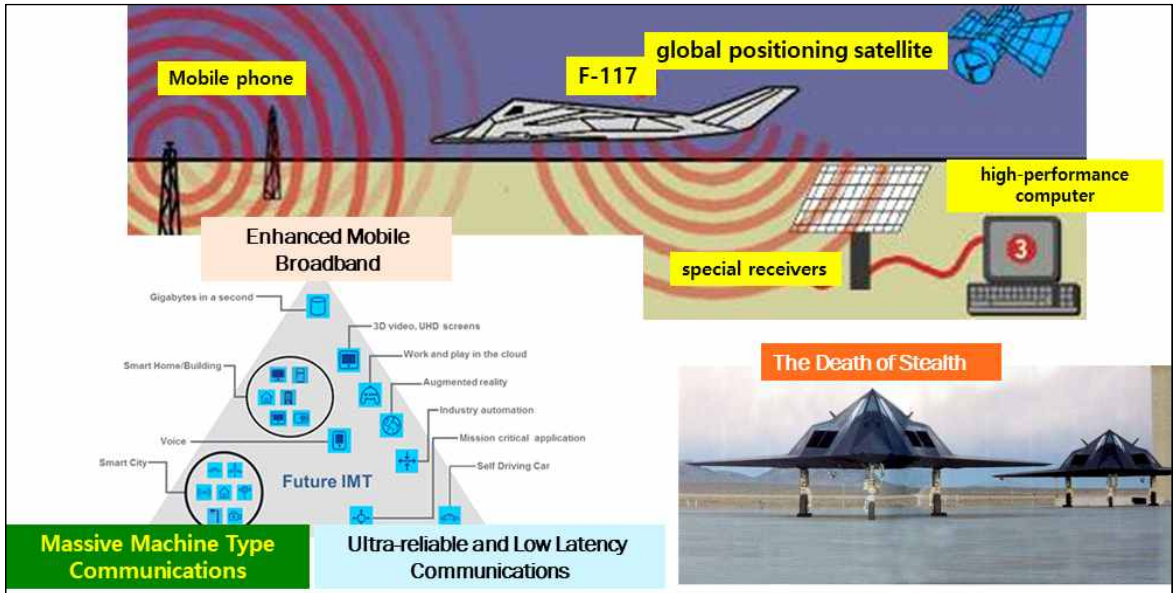 global positioning satellite
F-117
Mobile phone
high-performance
computer
3
special receivers
Enhanced Mobile
Broadband
Gigabytes in a second
3D video, UHD screens
Smart Home/Building
Work and play in the cloud
Augmented reality
Industry automation
Voice
Mission critical application
Smart City
Self Driving Car
Future IMT
Massive Machine Type
Communications
Ultra-reliable and Low Latency
Communications
The Death of Stealth